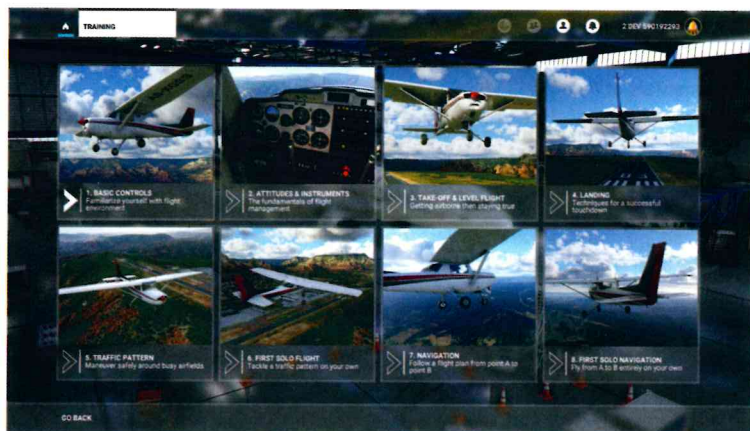 TRAINING
2 DEV 590192293
1. BASIC CONTROLS
Familiarize yourself with flight
environment
2. ATTITUDES & INSTRUMENTS
The fundamentals of flight
management
3. TAKE-OFF & LEVEL FLIGHT
Getting airborne then staying true
4. LANDING
Techniques for a successful
touchdown
5. TRAFFIC PATTERN
Maneuver safely around busy airfields
6. FIRST SOLO FLIGHT
Tackle a traffic pattern on your own
7. NAVIGATION
Follow a flight plan from point A to
point B
8. FIRST SOLO NAVIGATION
Fly from A to B entirely on your own
GO BACK